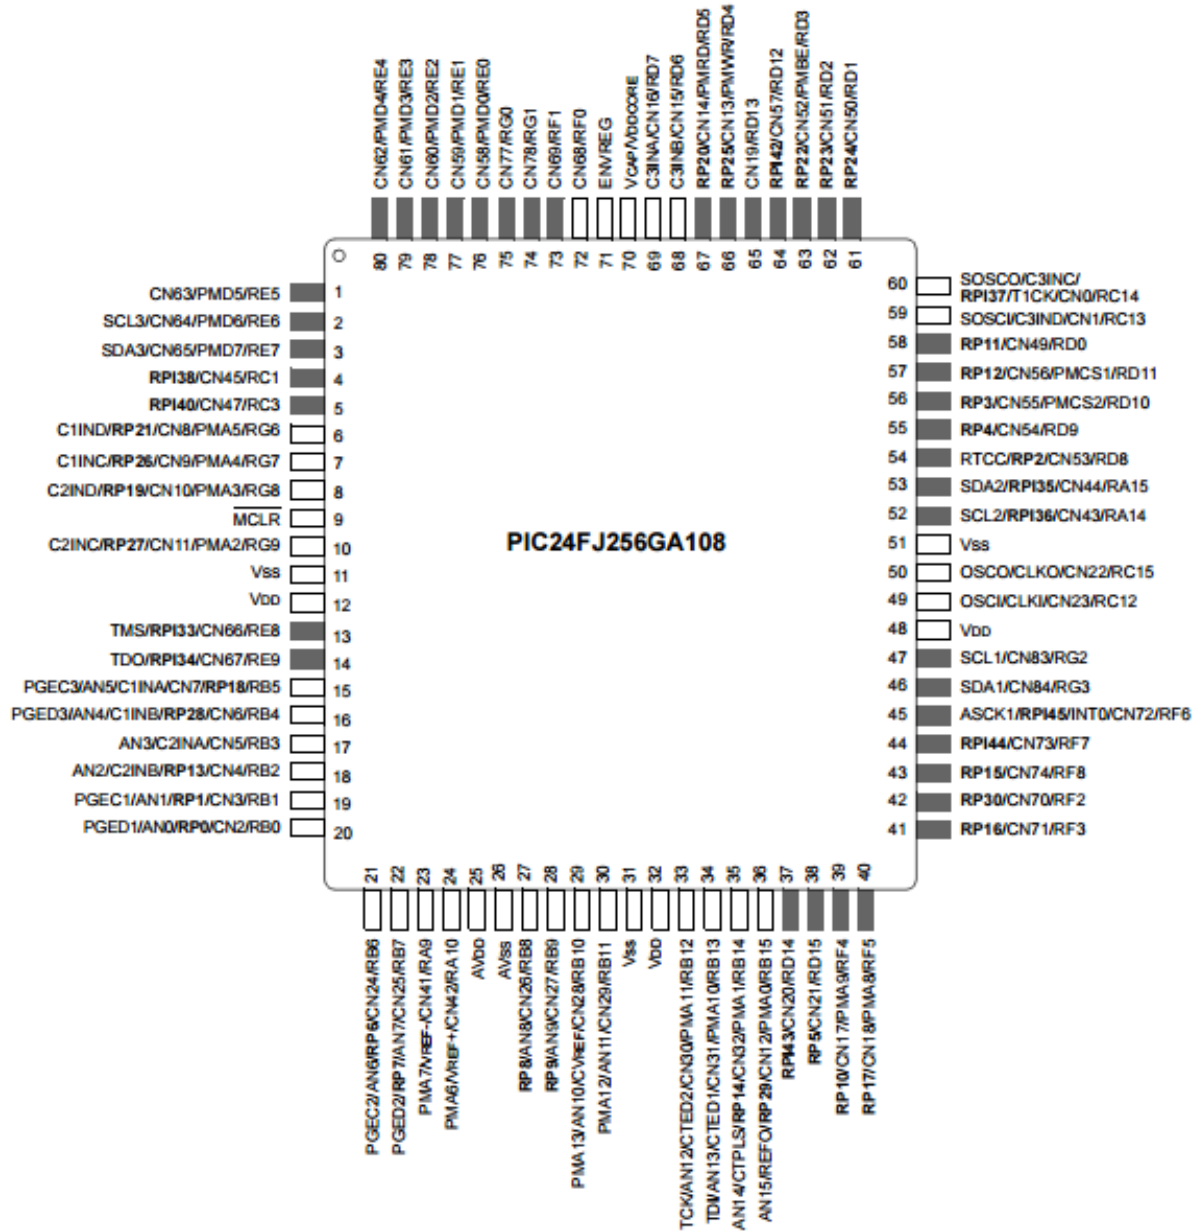 CN62/PMD4/RE4
CN61/PMD3/RE3
CN60/PMD2/RE2
CN59/PMD1/RE1
CN58/PMD0/RE0
CN77/RG0
CN78/RG1
CN69/RF1
CN68/RF0
ENVREG
VCAP/VDDCORE
C3INA/CN16/RD7
C3INB/CN15/RD6
RP20/CN14/PMRD/RD5
RP25/CN13/PMWR/RD4
CN19/RD13
RPI42/CN57/RD12
RP22/CN52/PMBE/RD3
RP23/CN51/RD2
RP24/CN50/RD1
80 79 78 77 76 75 74 73 72 71 70 69 68 67 66 65 64 63 62 61
CN63/PMD5/RE5 1
SCL3/CN64/PMD6/RE6 2
SDA3/CN65/PMD7/RE7 3
RPI38/CN45/RC1 4
RPI40/CN47/RC3 5
C1IND/RP21/CN8/PMA5/RG6 6
C1INC/RP26/CN9/PMA4/RG7 7
C2IND/RP19/CN10/PMA3/RG8 8
MCLR 9
C2INC/RP27/CN11/PMA2/RG9 10
VSS 11
VDD 12
TMS/RPI33/CN66/RE8 13
TDO/RPI34/CN67/RE9 14
PGEC3/AN5/C1INA/CN7/RP18/RB5 15
PGED3/AN4/C1INB/RP28/CN6/RB4 16
AN3/C2INA/CN5/RB3 17
AN2/C2INB/RP13/CN4/RB2 18
PGEC1/AN1/RP1/CN3/RB1 19
PGED1/AN0/RP0/CN2/RB0 20
PIC24FJ256GA108
60 SOSCO/C3INC/
RPI37/T1CK/CN0/RC14
59 SOSCI/C3IND/CN1/RC13
58 RP11/CN49/RD0
57 RP12/CN56/PMCS1/RD11
56 RP3/CN55/PMCS2/RD10
55 RP4/CN54/RD9
54 RTCC/RP2/CN53/RD8
53 SDA2/RPI35/CN44/RA15
52 SCL2/RPI36/CN43/RA14
51 VSS
50 OSCO/CLKO/CN22/RC15
49 OSCI/CLKI/CN23/RC12
48 VDD
47 SCL1/CN83/RG2
46 SDA1/CN84/RG3
45 ASCK1/RPI45/INT0/CN72/RF6
44 RPI44/CN73/RF7
43 RP15/CN74/RF8
42 RP30/CN70/RF2
41 RP16/CN71/RF3
21 22 23 24 25 26 27 28 29 30 31 32 33 34 35 36 37 38 39 40
PGEC2/AN6/RP6/CN24/RB6
PGED2/RP7/AN7/CN25/RB7
PMA7/VREF-/CN41/RA9
PMA6/VREF+/CN42/RA10
AVDD
AVSS
RP8/AN8/CN26/RB8
RP9/AN9/CN27/RB9
PMA13/AN10/CVREF/CN28/RB10
PMA12/AN11/CN29/RB11
VSS
VDD
TCK/AN12/CTED2/CN30/PMA11/RB12
TDI/AN13/CTED1/CN31/PMA10/RB13
AN14/CTPLS/RP14/CN32/PMA1/RB14
AN15/REFO/RP29/CN12/PMA0/RB15
RPI43/CN20/RD14
RP5/CN21/RD15
RP10/CN17/PMA9/RF4
RP17/CN18/PMA8/RF5